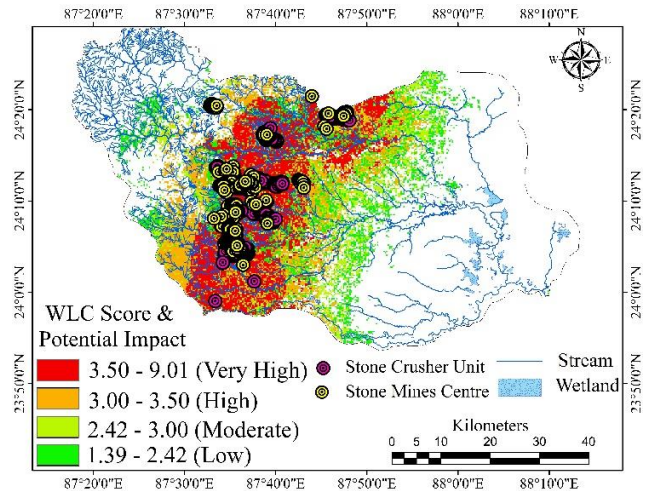 87°20'0"E 87°30'0"E 87°40'0"E 87°50'0"E 88°0'0"E 88°10'0"E
N
W E
S
24°20'0"N 24°20'0"N
24°10'0"N 24°10'0"N
24°0'0"N 24°0'0"N
23°50'0"N 23°50'0"N
WLC Score &
Potential Impact
3.50 - 9.01 (Very High)
3.00 - 3.50 (High)
2.42 - 3.00 (Moderate)
1.39 - 2.42 (Low)
Stone Crusher Unit
Stone Mines Centre
Stream
Wetland
Kilometers
0 5 10 20 30 40
87°20'0"E 87°30'0"E 87°40'0"E 87°50'0"E 88°0'0"E 88°10'0"E